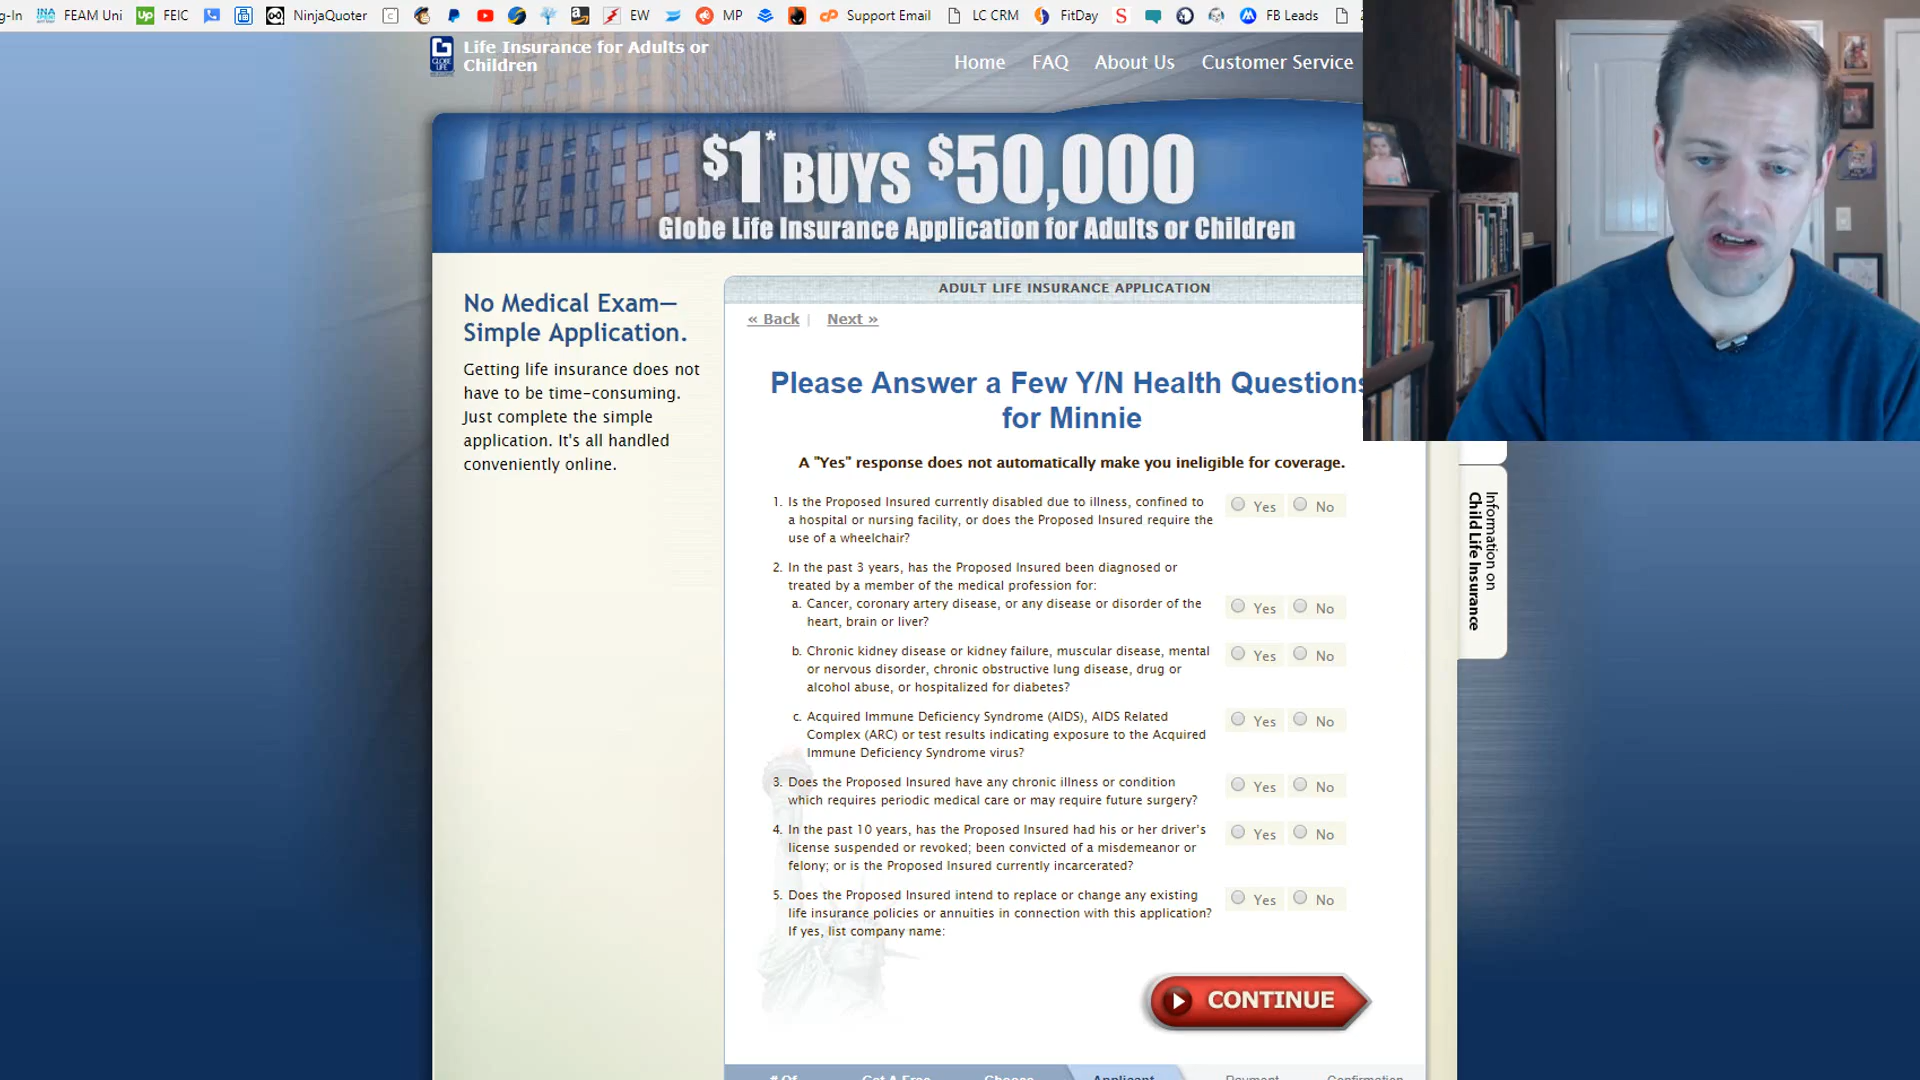 g-In FEAM Uni Up FEIC NinjaQuoter EW MP Support Email LC CRM FitDay S FB Leads
GLOBE LIFE
Life Insurance for Adults or
Children
Home FAQ About Us Customer Service
$1* BUYS $50,000
Globe Life Insurance Application for Adults or Children
No Medical Exam—
Simple Application.
Getting life insurance does not
have to be time-consuming.
Just complete the simple
application. It's all handled
conveniently online.
ADULT LIFE INSURANCE APPLICATION
« Back | Next »
Please Answer a Few Y/N Health Questions
for Minnie
A "Yes" response does not automatically make you ineligible for coverage.
1. Is the Proposed Insured currently disabled due to illness, confined to
a hospital or nursing facility, or does the Proposed Insured require the
use of a wheelchair?
Yes No
2. In the past 3 years, has the Proposed Insured been diagnosed or
treated by a member of the medical profession for:
a. Cancer, coronary artery disease, or any disease or disorder of the
heart, brain or liver?
Yes No
b. Chronic kidney disease or kidney failure, muscular disease, mental
or nervous disorder, chronic obstructive lung disease, drug or
alcohol abuse, or hospitalized for diabetes?
Yes No
c. Acquired Immune Deficiency Syndrome (AIDS), AIDS Related
Complex (ARC) or test results indicating exposure to the Acquired
Immune Deficiency Syndrome virus?
Yes No
3. Does the Proposed Insured have any chronic illness or condition
which requires periodic medical care or may require future surgery?
Yes No
4. In the past 10 years, has the Proposed Insured had his or her driver's
license suspended or revoked; been convicted of a misdemeanor or
felony; or is the Proposed Insured currently incarcerated?
Yes No
5. Does the Proposed Insured intend to replace or change any existing
life insurance policies or annuities in connection with this application?
If yes, list company name:
Yes No
CONTINUE
Information on
Child Life Insurance
# Of Get A Free Choose Applicant Payment Confirmation